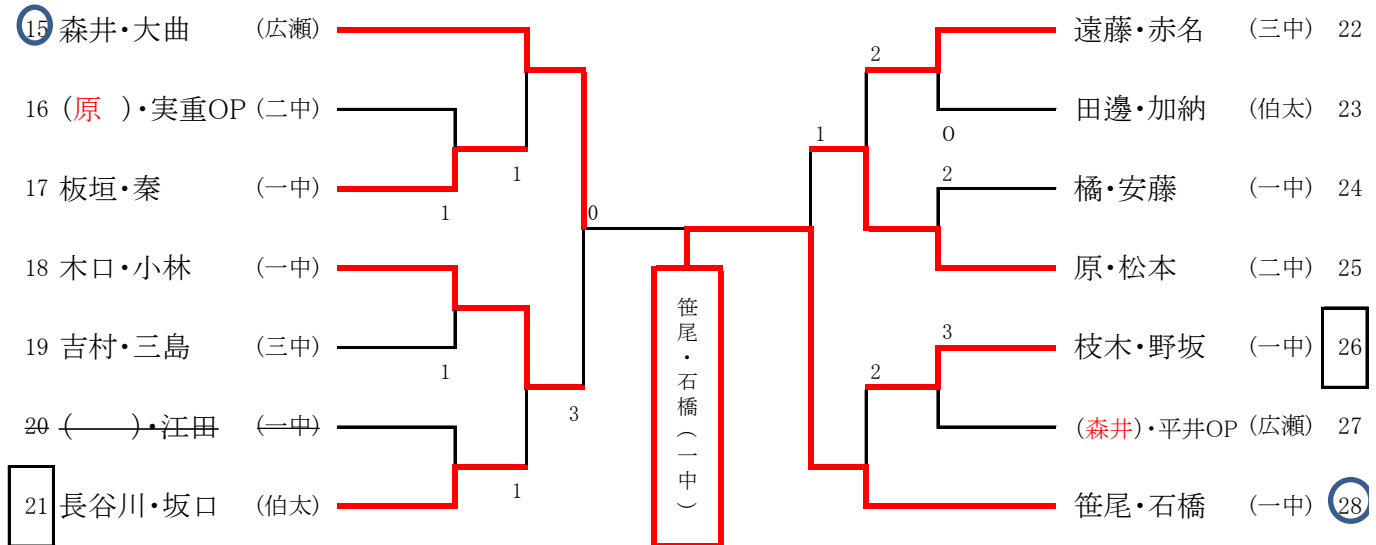 15 森井・大曲 (広瀬)
16 (原 )・実重OP (二中)
17 板垣・秦 (一中)
18 木口・小林 (一中)
19 吉村・三島 (三中)
20 ( )・江田 (一中)
21 長谷川・坂口 (伯太)
1
1
1
1
3
0
笹尾・石橋(一中)
1
2
0
2
3
2
遠藤・赤名 (三中) 22
田邊・加納 (伯太) 23
橘・安藤 (一中) 24
原・松本 (二中) 25
枝木・野坂 (一中) 26
(森井)・平井OP (広瀬) 27
笹尾・石橋 (一中) 28